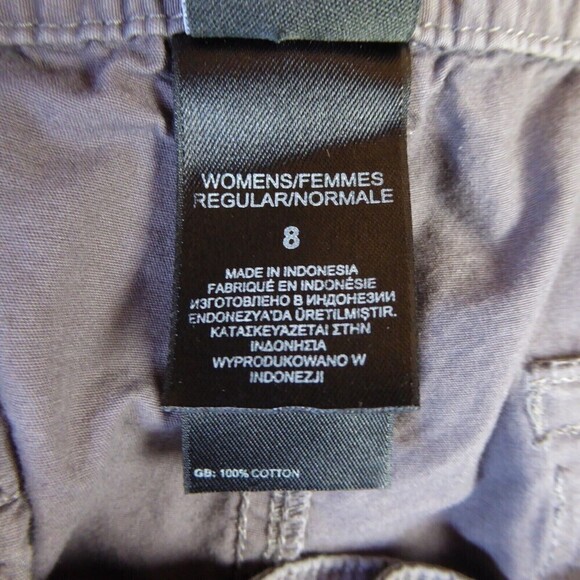 WOMENS/FEMMES
REGULAR/NORMALE
8
MADE IN INDONESIA
FABRIQUÉ EN INDONÉSIE
ИЗГОТОВЛЕНО В ИНДОНЕЗИИ
ENDONEZYA'DA ÜRETILMIŞTIR.
ΚΑΤΑΣΚΕΥΑΖΕΤΑΙ ΣΤΗΝ
ΙΝΔΟΝΗΣΙΑ
WYPRODUKOWANO W
INDONEZJI
GB: 100% COTTON